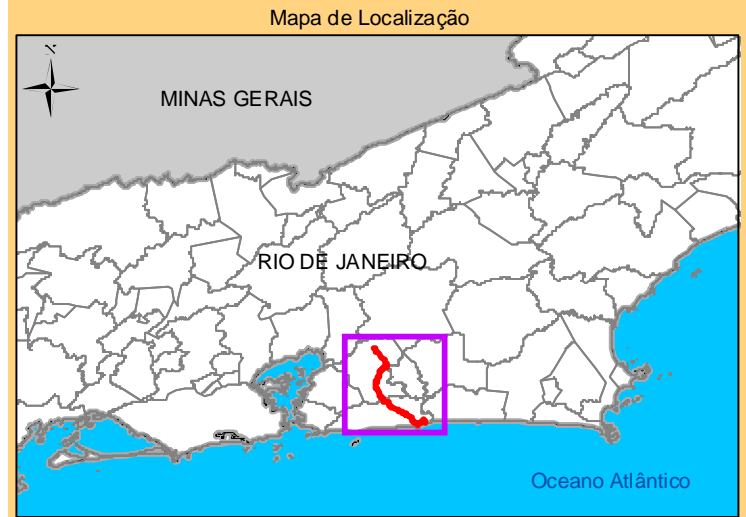 Mapa de Localização
MINAS GERAIS
RIO DE JANEIRO
Oceano Atlântico